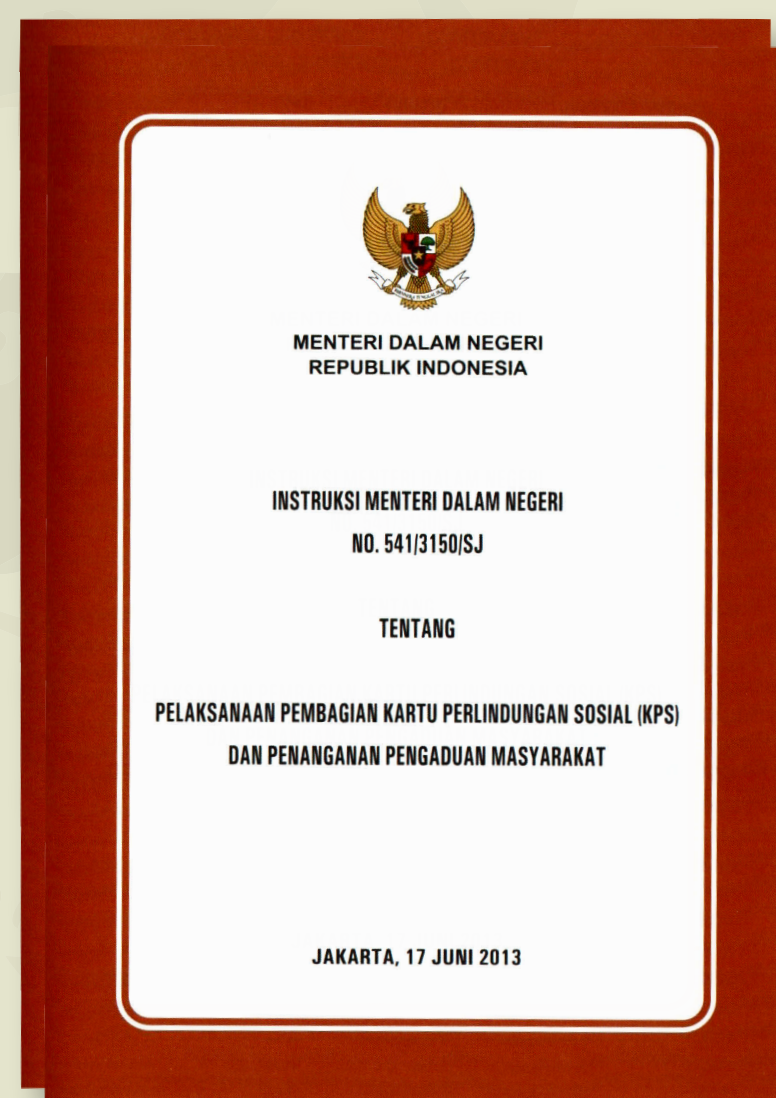 MENTERI DALAM NEGERI
REPUBLIK INDONESIA
INSTRUKSI MENTERI DALAM NEGERI
NO. 541/3150/SJ
TENTANG
PELAKSANAAN PEMBAGIAN KARTU PERLINDUNGAN SOSIAL (KPS)
DAN PENANGANAN PENGADUAN MASYARAKAT
JAKARTA, 17 JUNI 2013